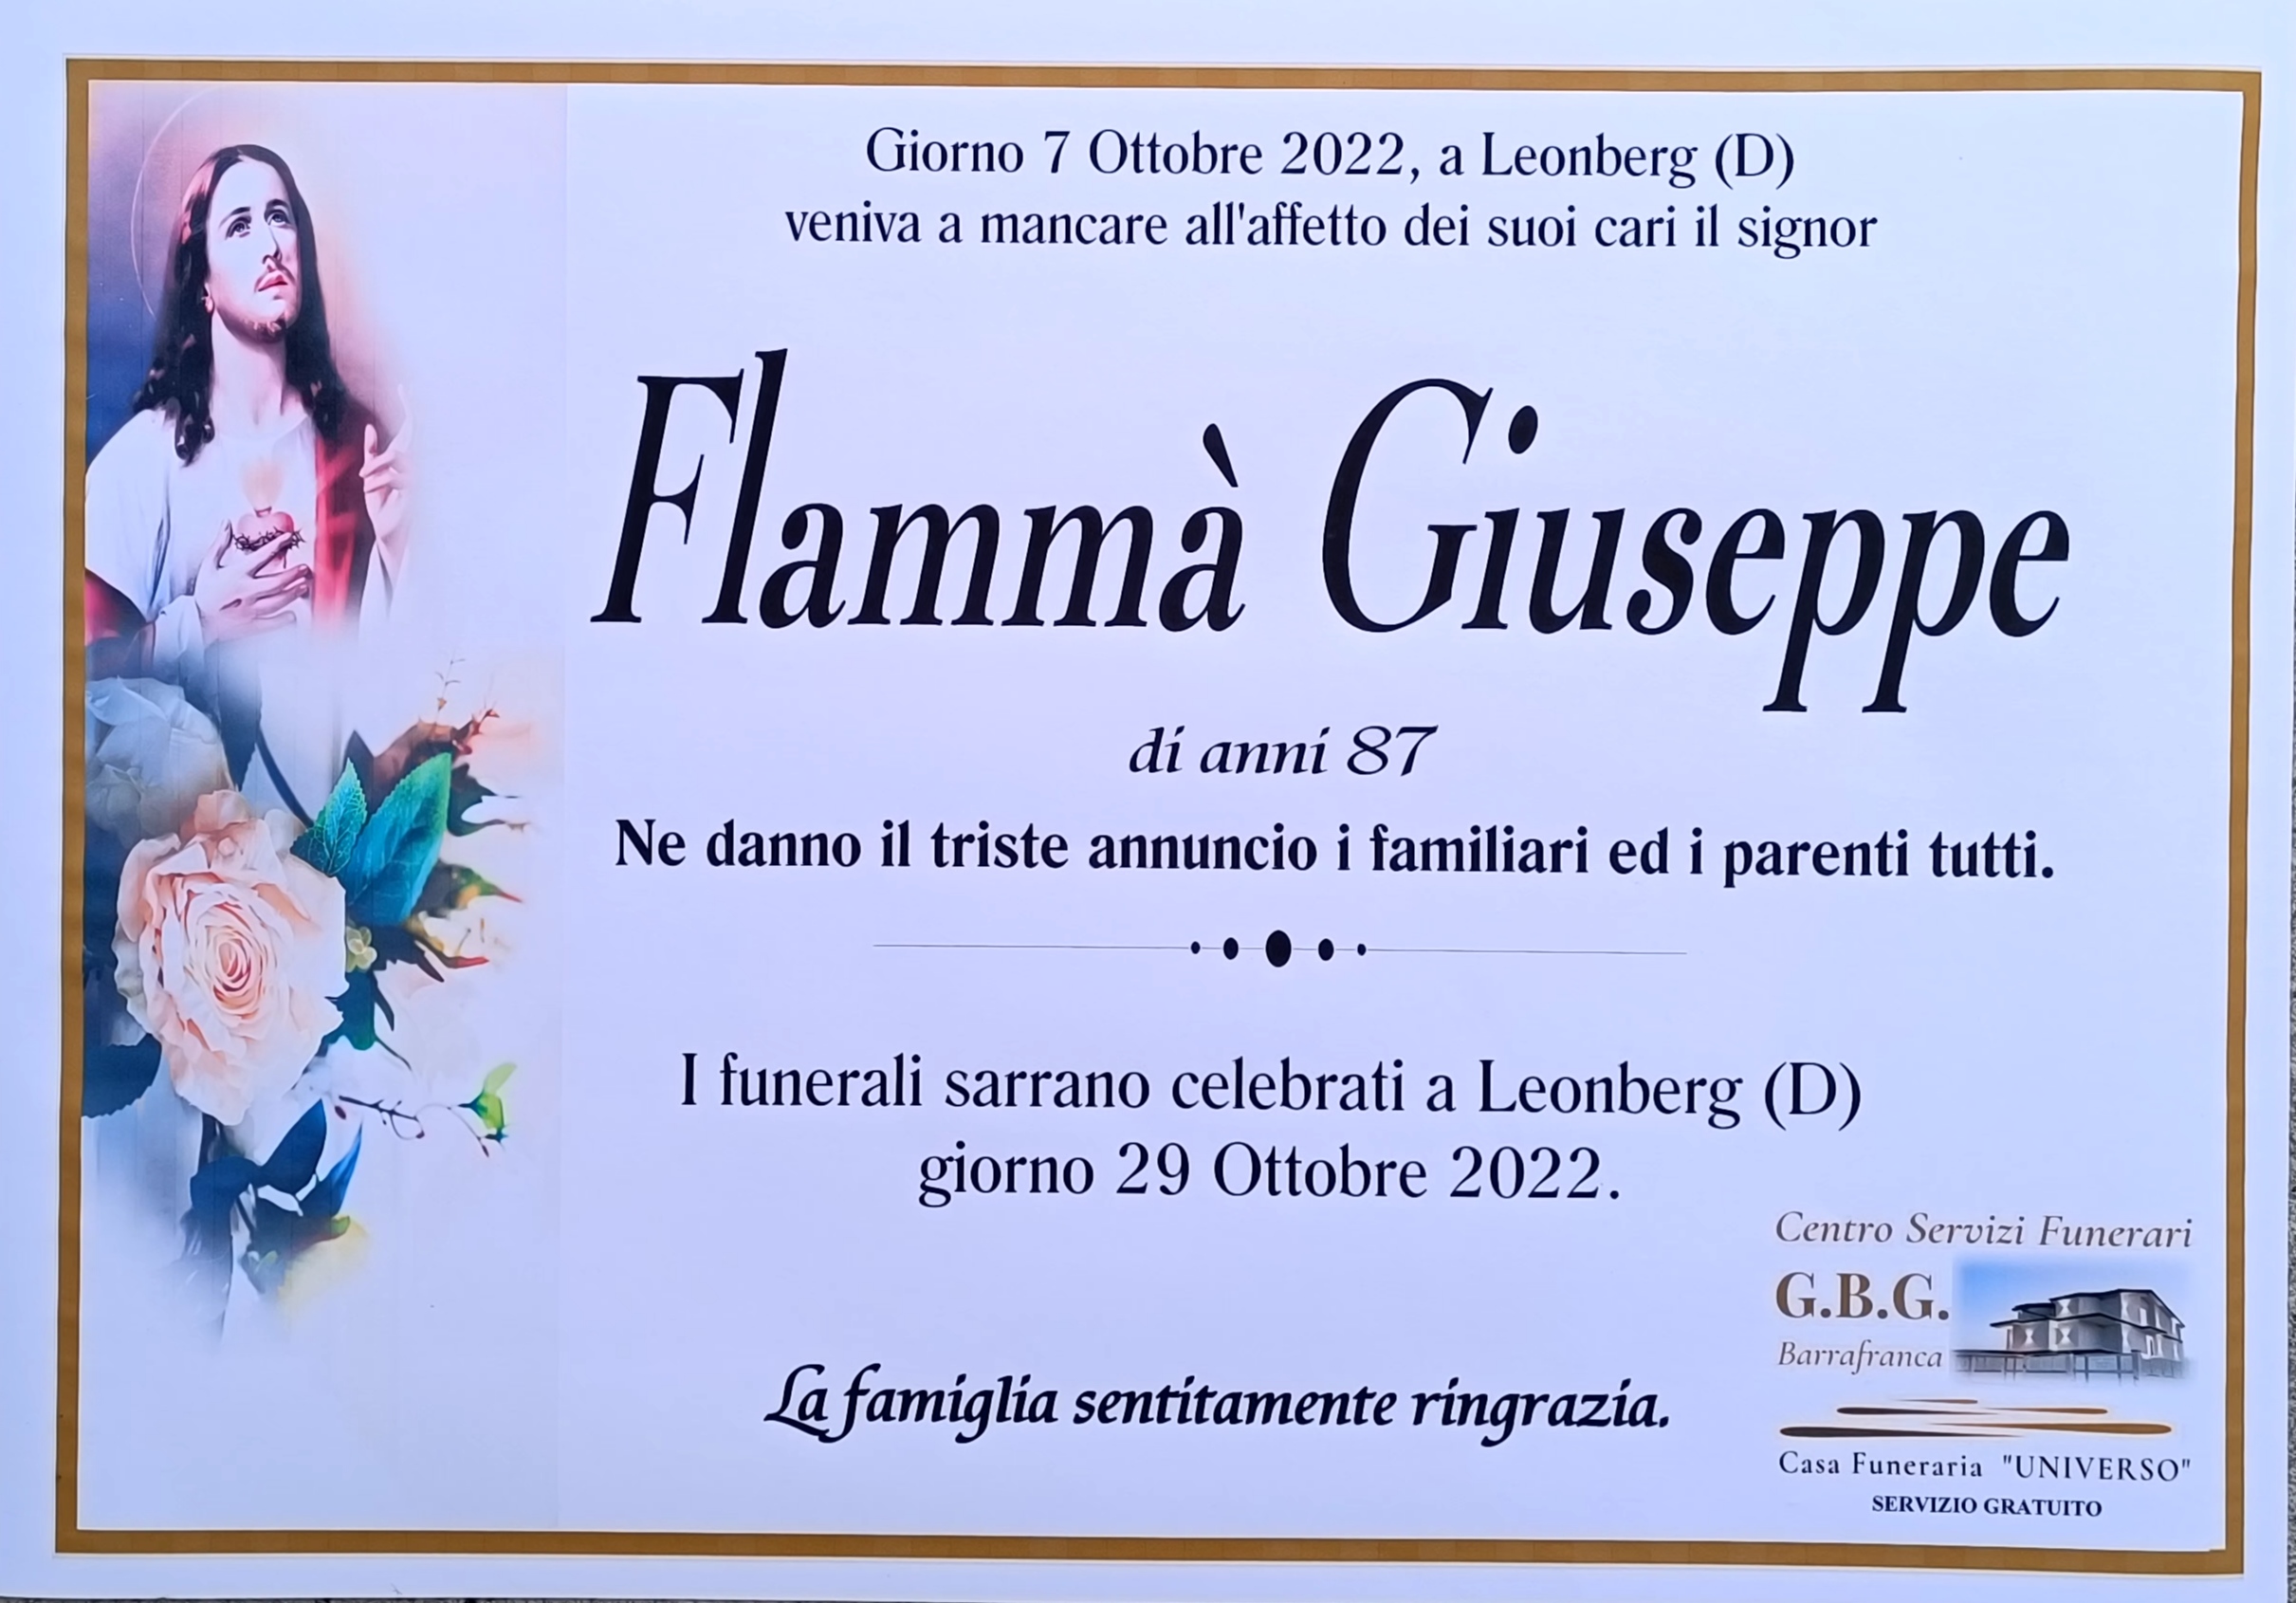 Giorno 7 Ottobre 2022, a Leonberg (D)
veniva a mancare all'affetto dei suoi cari il signor
Flammà Giuseppe
di anni 87
Ne danno il triste annuncio i familiari ed i parenti tutti.
I funerali sarrano celebrati a Leonberg (D)
giorno 29 Ottobre 2022.
La famiglia sentitamente ringrazia.
Centro Servizi Funerari
G.B.G.
Barrafranca
Casa Funeraria "UNIVERSO"
SERVIZIO GRATUITO